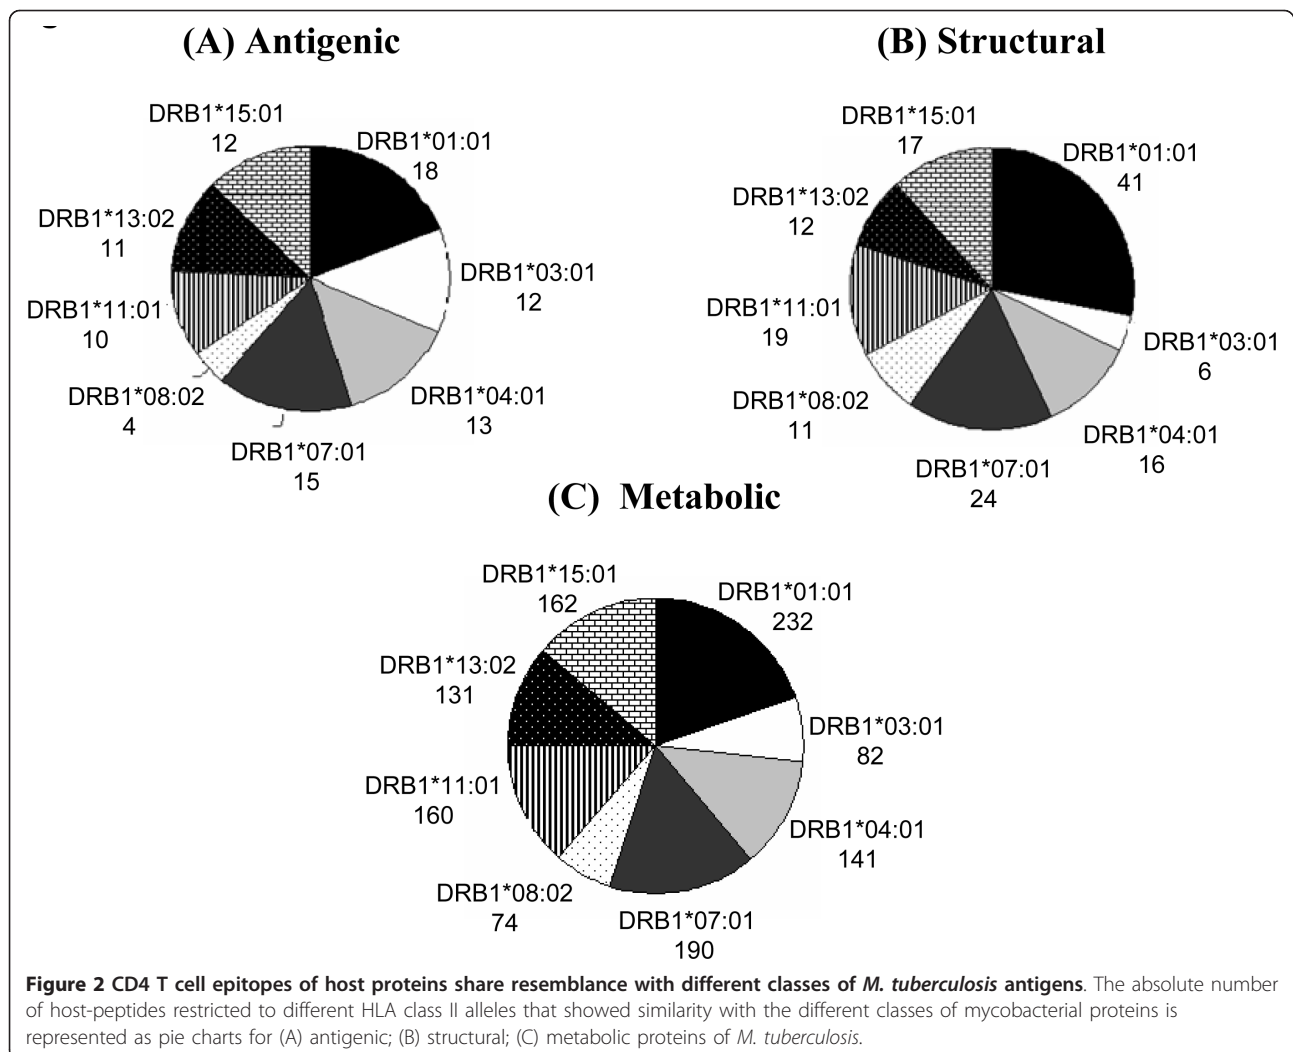 (A) Antigenic
DRB1*15:01
12
DRB1*01:01
18
DRB1*13:02
11
DRB1*03:01
12
DRB1*11:01
10
DRB1*08:02
4
DRB1*04:01
13
DRB1*07:01
15
(B) Structural
DRB1*15:01
17
DRB1*01:01
41
DRB1*13:02
12
DRB1*11:01
19
DRB1*03:01
6
DRB1*08:02
11
DRB1*04:01
16
DRB1*07:01
24
(C) Metabolic
DRB1*15:01
162
DRB1*01:01
232
DRB1*13:02
131
DRB1*03:01
82
DRB1*11:01
160
DRB1*04:01
141
DRB1*08:02
74
DRB1*07:01
190
Figure 2 CD4 T cell epitopes of host proteins share resemblance with different classes of M. tuberculosis antigens. The absolute number
of host-peptides restricted to different HLA class II alleles that showed similarity with the different classes of mycobacterial proteins is
represented as pie charts for (A) antigenic; (B) structural; (C) metabolic proteins of M. tuberculosis.